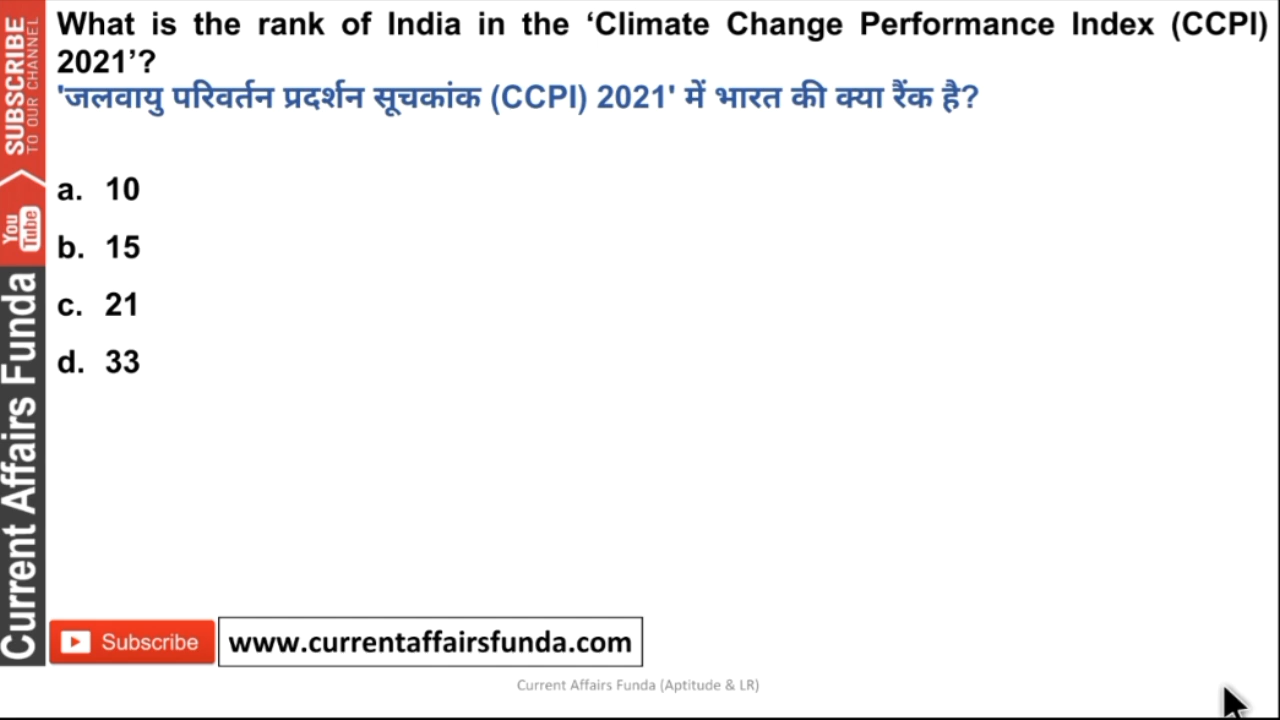 What is the rank of India in the ‘Climate Change Performance Index (CCPI)
2021’?
'जलवायु परिवर्तन प्रदर्शन सूचकांक (CCPI) 2021' में भारत की क्या रैंक है?
a. 10
b. 15
c. 21
d. 33
SUBSCRIBE
TO OUR CHANNEL
You Tube
Current Affairs Funda
Subscribe
www.currentaffairsfunda.com
Current Affairs Funda (Aptitude & LR)